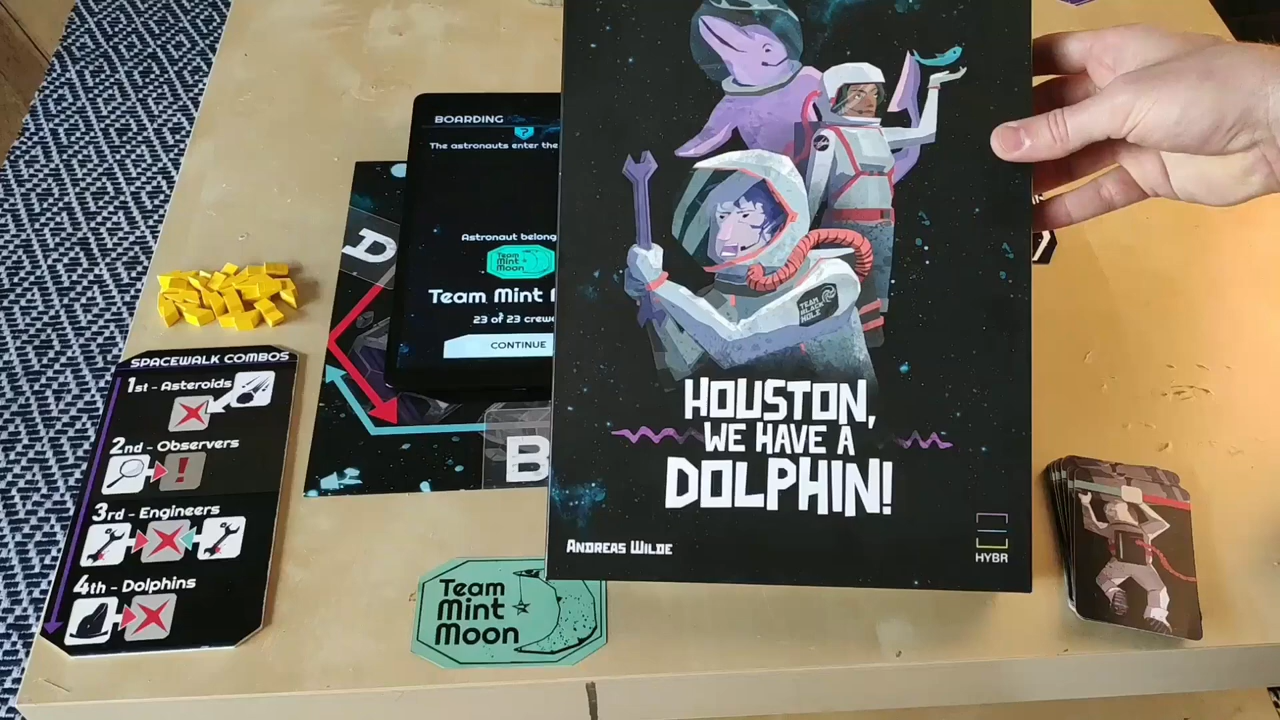 BOARDING
?
The astronauts enter the
Astronaut belong
Team
Mint
Moon
Team Mint
23 of 23 crew
CONTINUE
D
B
SPACEWALK COMBOS
1st - Asteroids
2nd - Observers
!
3rd - Engineers
4th - Dolphins
Team
Mint
Moon
TEAM
BLACK
HOLE
HOUSTON,
WE HAVE A
DOLPHIN!
ANDREAS WILDE
HYBR